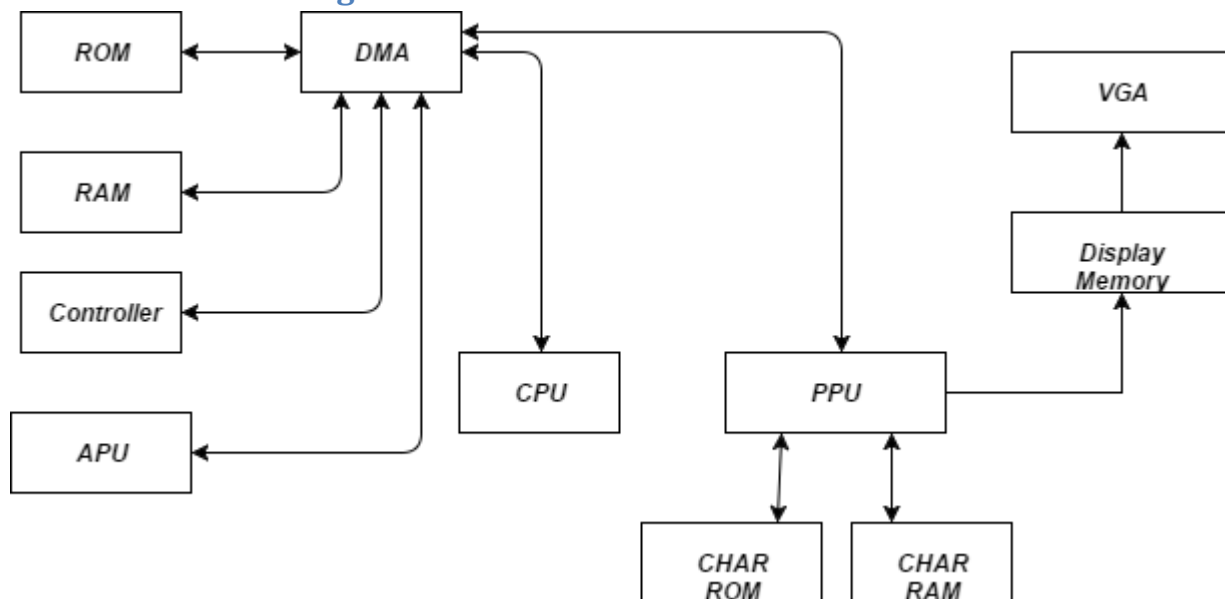 ROM
DMA
VGA
RAM
Display
Memory
Controller
CPU
PPU
APU
CHAR
ROM
CHAR
RAM